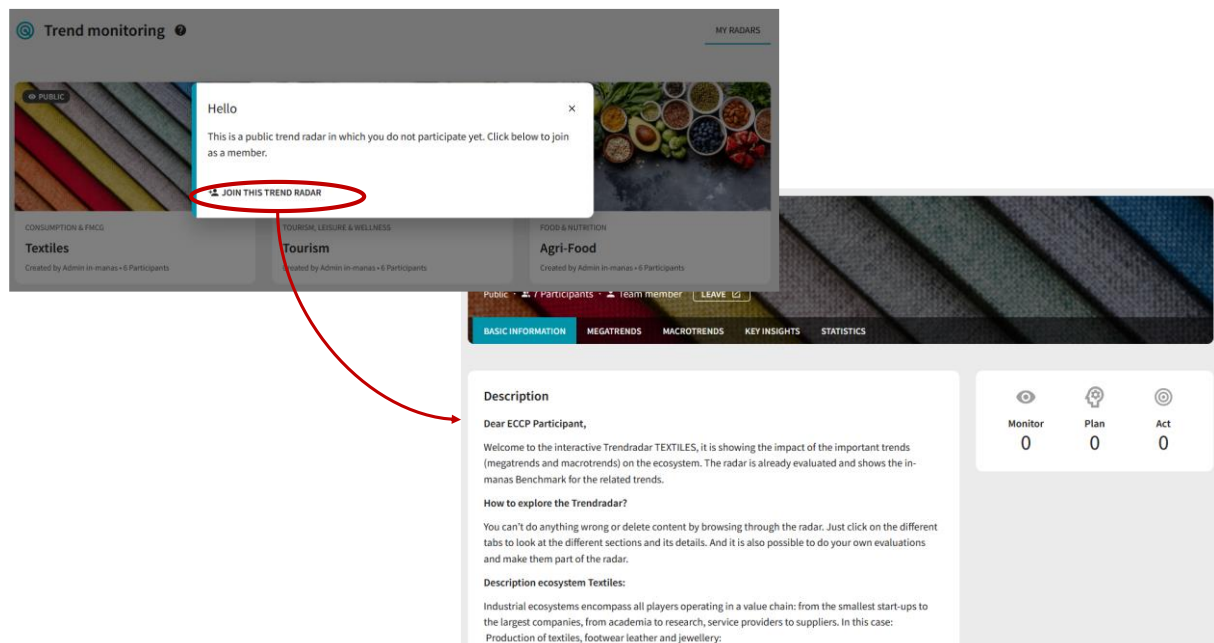 Trend monitoring ?
MY RADARS
PUBLIC
Hello
×
This is a public trend radar in which you do not participate yet. Click below to join
as a member.
JOIN THIS TREND RADAR
CONSUMPTION & FMCG
Textiles
Created by Admin in-manas • 6 Participants
TOURISM, LEISURE & WELLNESS
Tourism
Created by Admin in-manas • 6 Participants
FOOD & NUTRITION
Agri-Food
Created by Admin in-manas • 6 Participants
Public · 7 Participants · Team member LEAVE
BASIC INFORMATION MEGATRENDS MACROTRENDS KEY INSIGHTS STATISTICS
Description
Dear ECCP Participant,
Welcome to the interactive Trendradar TEXTILES, it is showing the impact of the important trends
(megatrends and macrotrends) on the ecosystem. The radar is already evaluated and shows the in-
manas Benchmark for the related trends.
How to explore the Trendradar?
You can't do anything wrong or delete content by browsing through the radar. Just click on the different
tabs to look at the different sections and its details. And it is also possible to do your own evaluations
and make them part of the radar.
Description ecosystem Textiles:
Industrial ecosystems encompass all players operating in a value chain: from the smallest start-ups to
the largest companies, from academia to research, service providers to suppliers. In this case:
Production of textiles, footwear leather and jewellery:
Monitor Plan Act
0 0 0